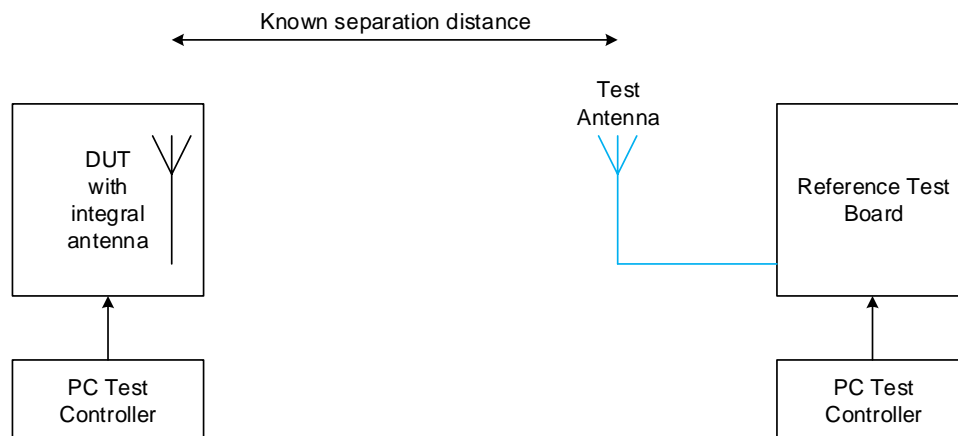 Known separation distance
Test
Antenna
DUT
with
integral
antenna
Reference Test
Board
PC Test
Controller
PC Test
Controller